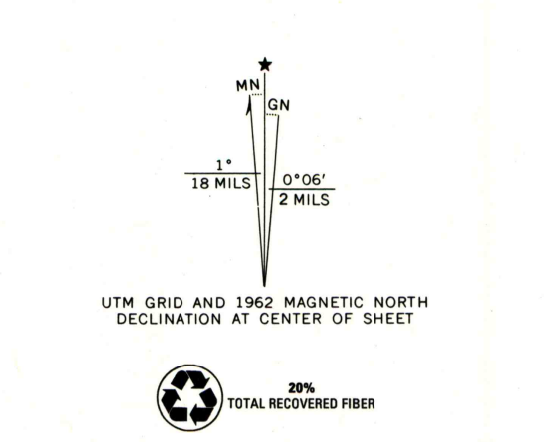 ★
MN
GN
1°
18 MILS
0°06'
2 MILS
UTM GRID AND 1962 MAGNETIC NORTH
DECLINATION AT CENTER OF SHEET
20%
TOTAL RECOVERED FIBER